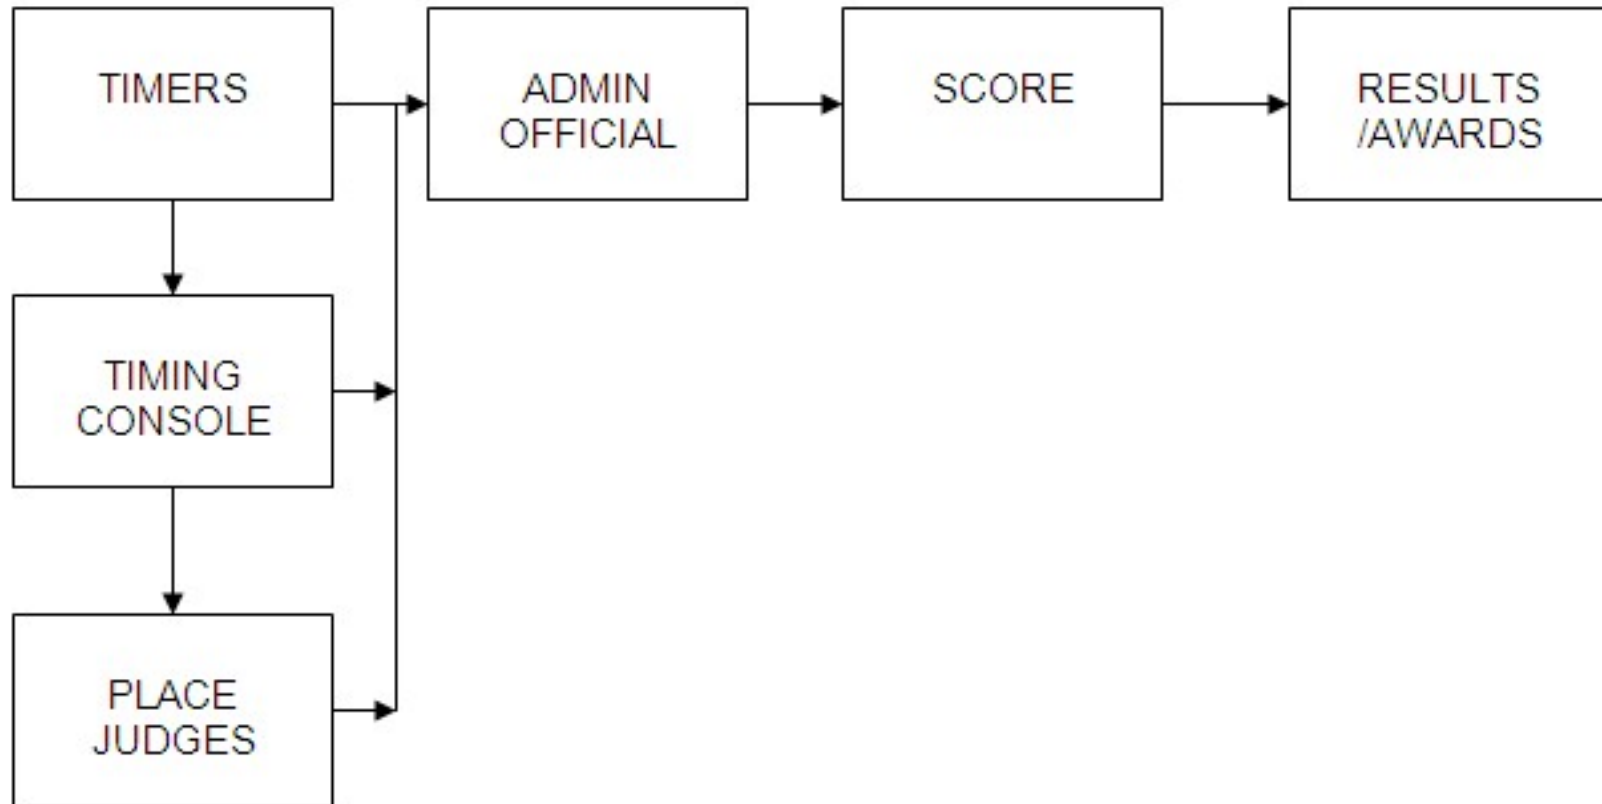 TIMERS
ADMIN
OFFICIAL
SCORE
RESULTS
/AWARDS
TIMING
CONSOLE
PLACE
JUDGES